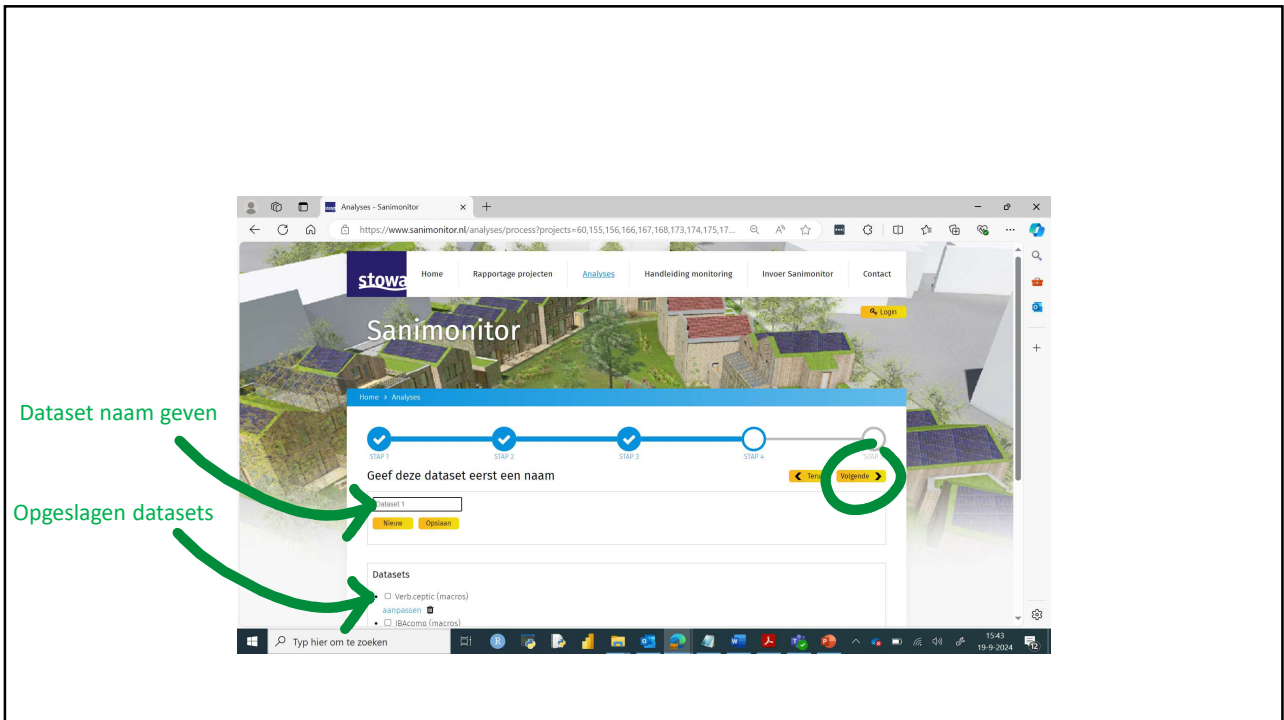 Analyses - Sanimonitor
https://www.sanimonitor.nl/analyses/process?projects=60,155,156,166,167,168,173,174,175,17...
stowa
Home Rapportage projecten Analyses Handleiding monitoring Invoer Sanimonitor Contact
Login
Sanimonitor
Home > Analyses
Dataset naam geven
STAP 1 STAP 2 STAP 3 STAP 4 STAP
Geef deze dataset eerst een naam
Volgende
Dataset 1
Opgeslagen datasets
Nieuw Opslaan
Datasets
Verb.ceptic (macros)
aanpassen
IBAcomp (macros)
Typ hier om te zoeken
15:43
19-9-2024
12